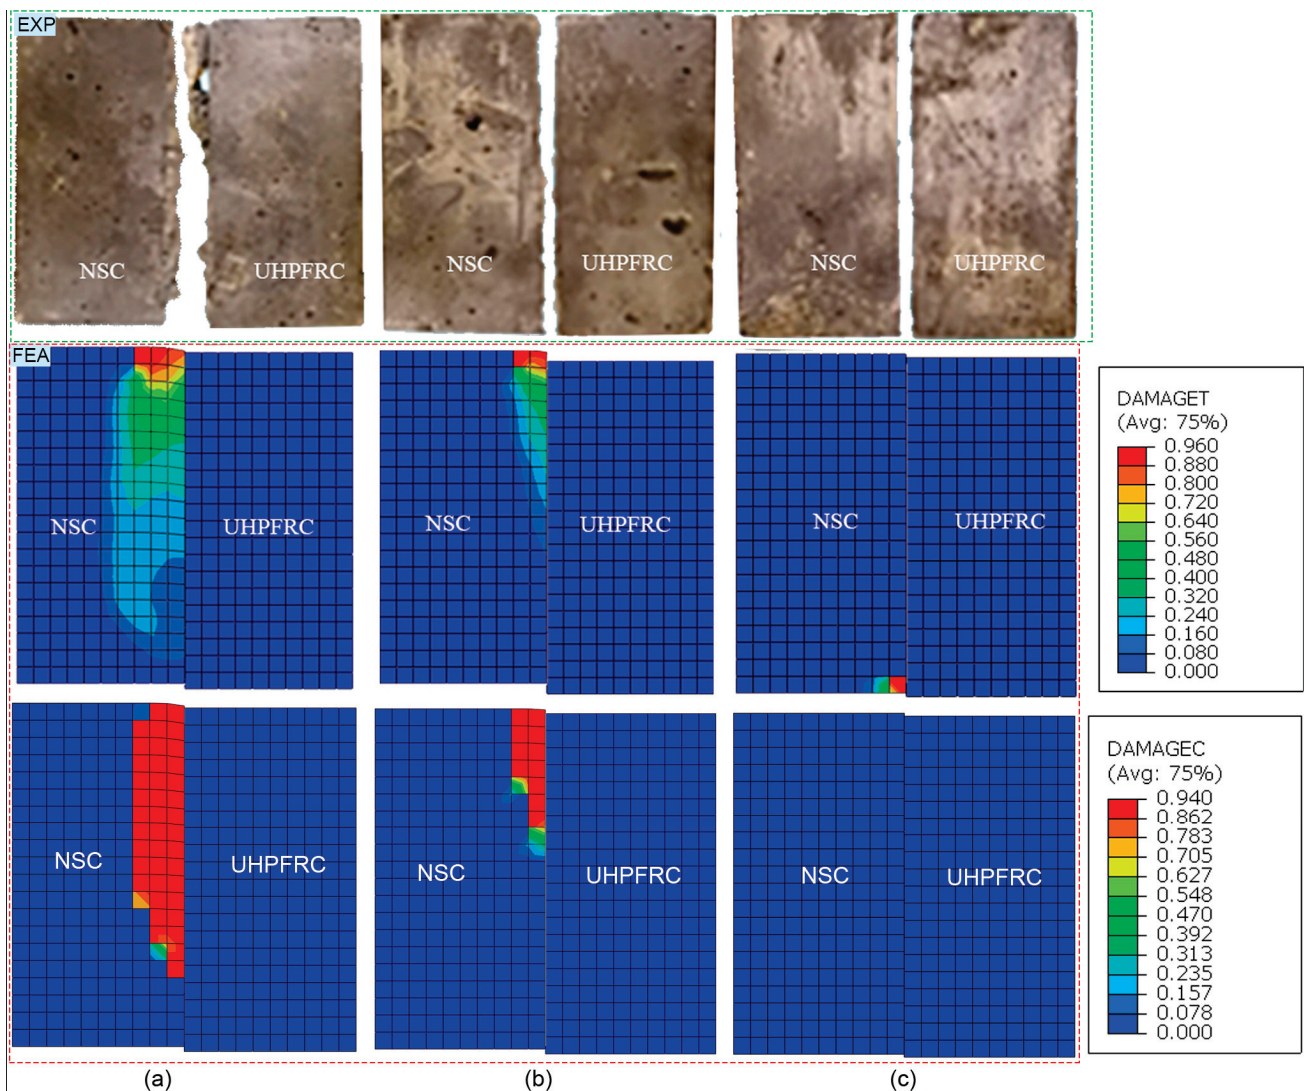 EXP
NSC
UHPFRC
NSC
UHPFRC
NSC
UHPFRC
FEA
NSC
UHPFRC
NSC
UHPFRC
NSC
UHPFRC
DAMAGET
(Avg: 75%)
0.960
0.880
0.800
0.720
0.640
0.560
0.480
0.400
0.320
0.240
0.160
0.080
0.000
NSC
UHPFRC
NSC
UHPFRC
NSC
UHPFRC
DAMAGEC
(Avg: 75%)
0.940
0.862
0.783
0.705
0.627
0.548
0.470
0.392
0.313
0.235
0.157
0.078
0.000
(a)
(b)
(c)